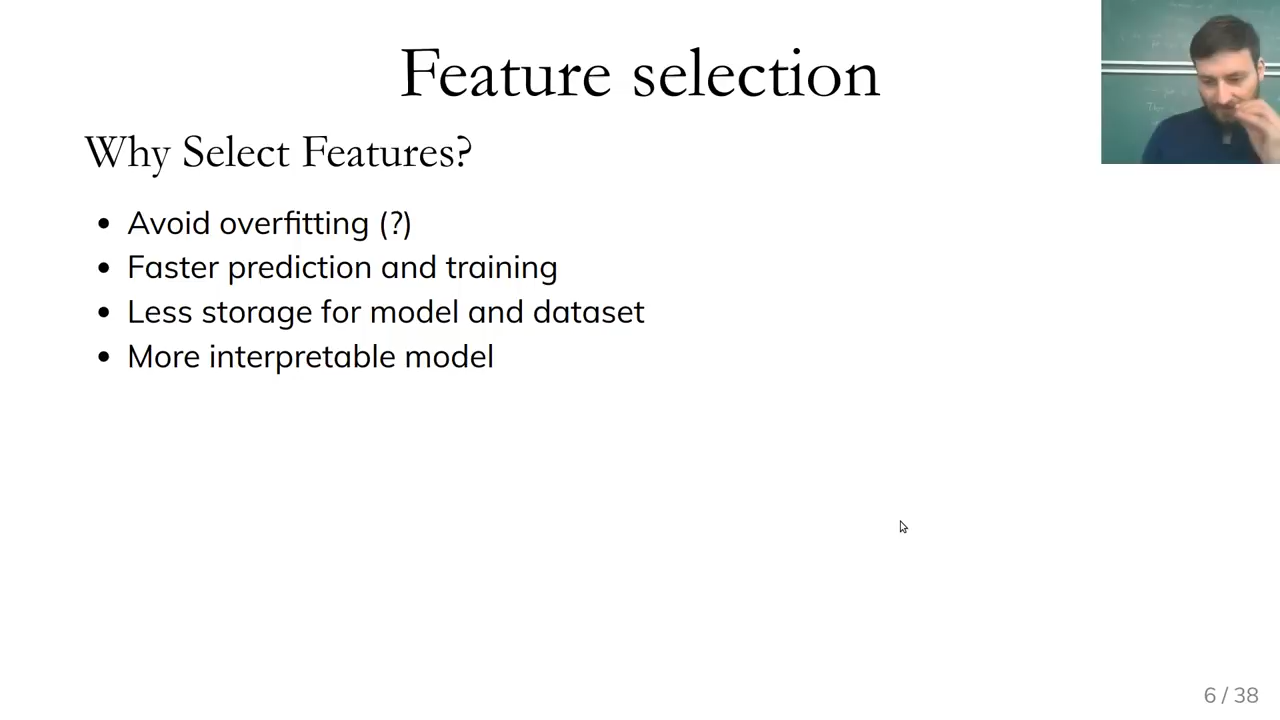 Feature selection
Why Select Features?
• Avoid overfitting (?)
• Faster prediction and training
• Less storage for model and dataset
• More interpretable model
6 / 38